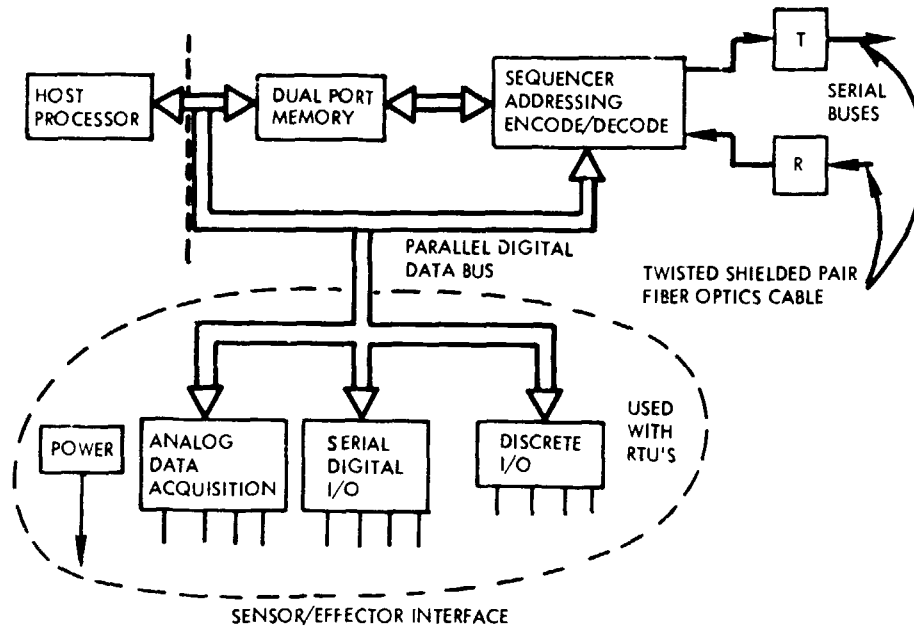 HOST
PROCESSOR
DUAL PORT
MEMORY
SEQUENCER
ADDRESSING
ENCODE/DECODE
T
SERIAL
BUSES
R
PARALLEL DIGITAL
DATA BUS
TWISTED SHIELDED PAIR
FIBER OPTICS CABLE
POWER
ANALOG
DATA
ACQUISITION
SERIAL
DIGITAL
I/O
DISCRETE
I/O
USED
WITH
RTU'S
SENSOR/EFFECTOR INTERFACE